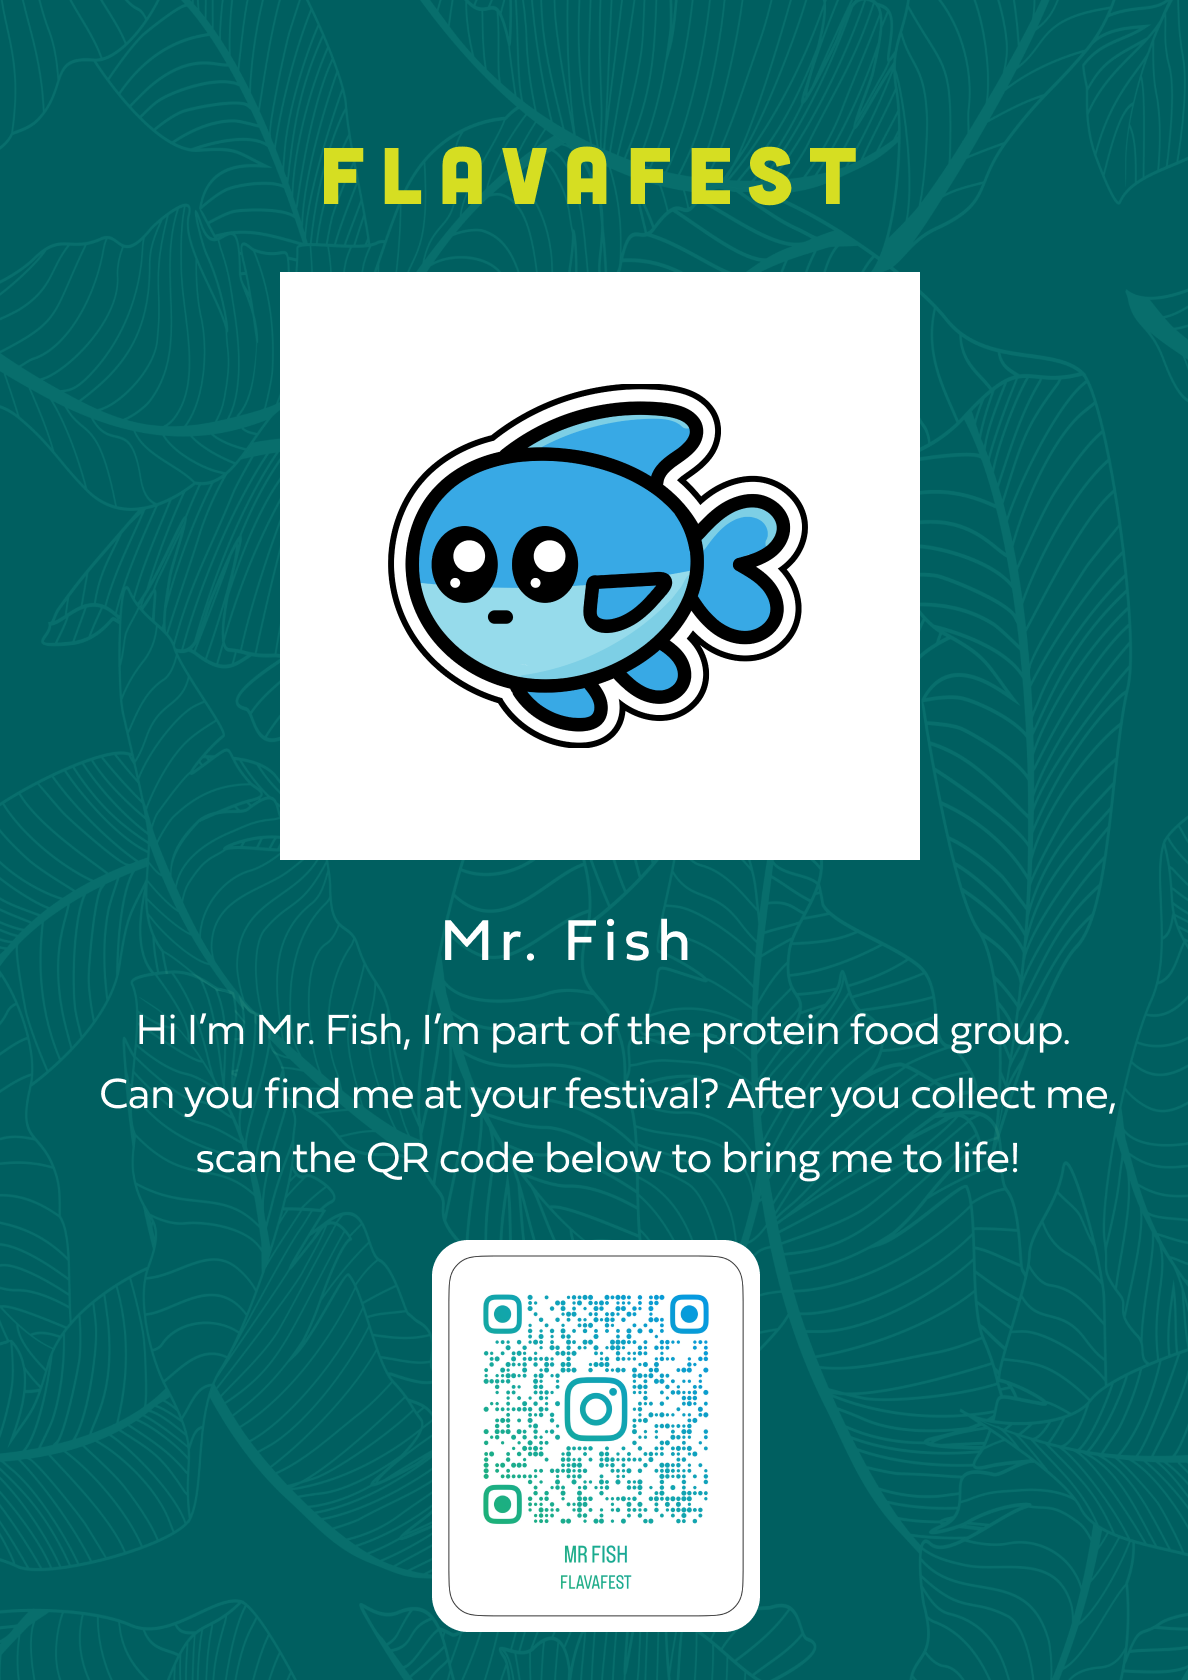 FLAVAFEST
Mr. Fish
Hi I’m Mr. Fish, I’m part of the protein food group.
Can you find me at your festival? After you collect me,
scan the QR code below to bring me to life!
MR FISH
FLAVAFEST